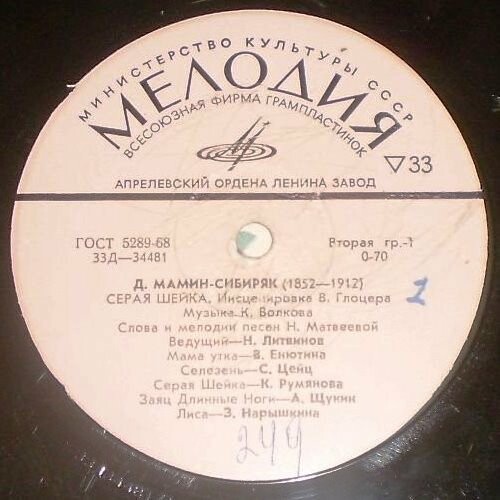 МИНИСТЕРСТВО КУЛЬТУРЫ СССР
МЕЛОДИЯ
ВСЕСОЮЗНАЯ ФИРМА ГРАМПЛАСТИНОК
▽33
АПРЕЛЕВСКИЙ ОРДЕНА ЛЕНИНА ЗАВОД
ГОСТ 5289-68
Вторая гр.-1
33Д—34481
0-70
Д. МАМИН-СИБИРЯК (1852—1912)
СЕРАЯ ШЕЙКА, Инсценировка В. Глоцера
Музыка К. Волкова
Слова и мелодии песен Н. Матвеевой
Ведущий—Н. Литвинов
Мама утка—В. Енютина
Селезень—С. Цейц
Серая Шейка—К. Румянова
Заяц Длинные Ноги—А. Щукин
Лиса—З. Нарышкина
2
244